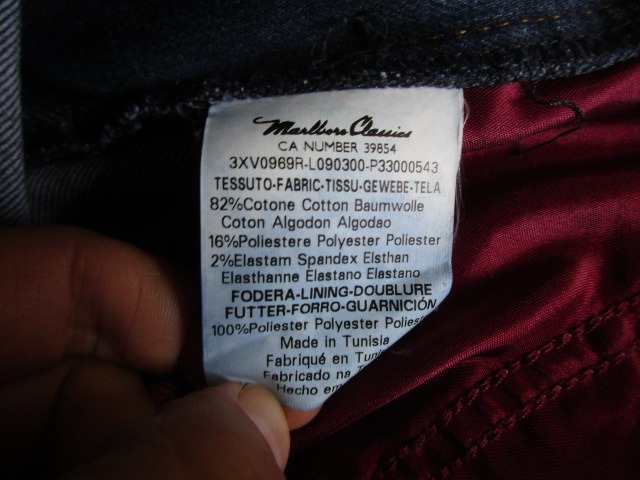 Marlboro Classics
CA NUMBER 39854
3XV0969R-L090300-P33000543
TESSUTO-FABRIC-TISSU-GEWEBE-TELA
82%Cotone Cotton Baumwolle
Coton Algodon Algodao
16%Poliestere Polyester Poliester
2%Elastam Spandex Elsthan
Elasthanne Elastano Elastano
FODERA-LINING-DOUBLURE
FUTTER-FORRO-GUARNICIÓN
100%Poliester Polyester
Made in Tunisia
Fabriqué en
Fabricado na
Hecho en